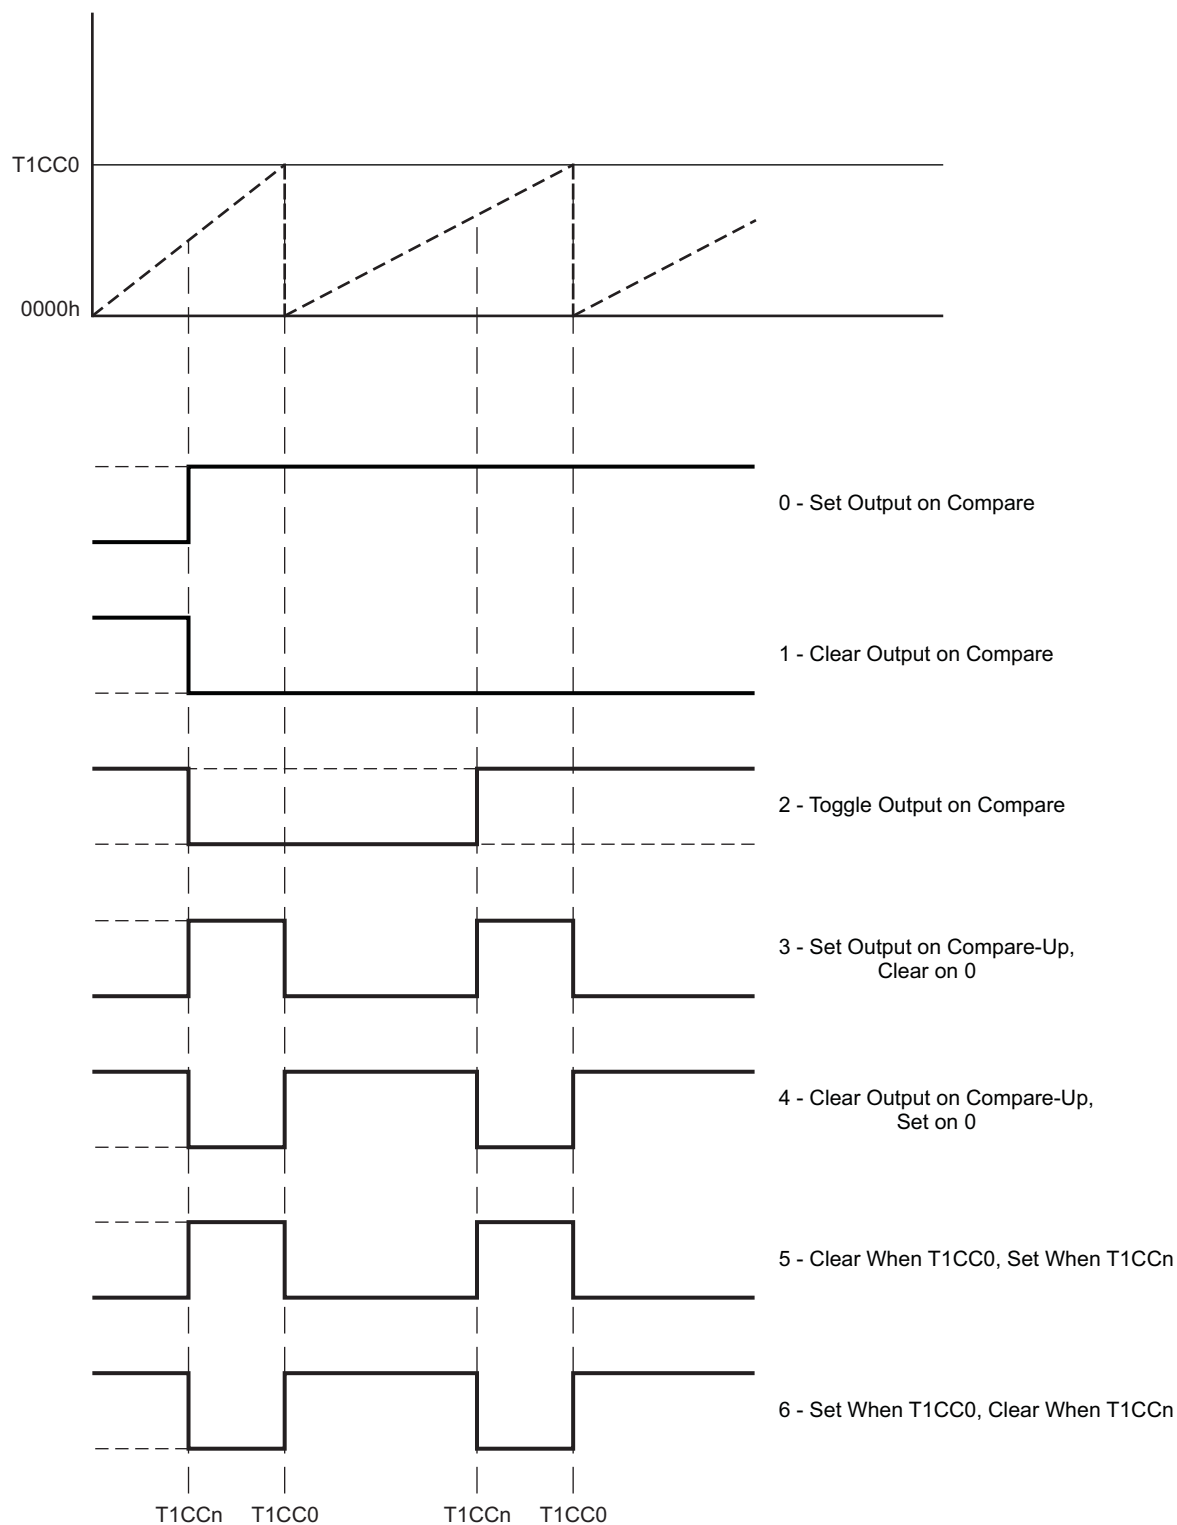 T1CC0
0000h
0 - Set Output on Compare
1 - Clear Output on Compare
2 - Toggle Output on Compare
3 - Set Output on Compare-Up,
Clear on 0
4 - Clear Output on Compare-Up,
Set on 0
5 - Clear When T1CC0, Set When T1CCn
6 - Set When T1CC0, Clear When T1CCn
T1CCn T1CC0 T1CCn T1CC0